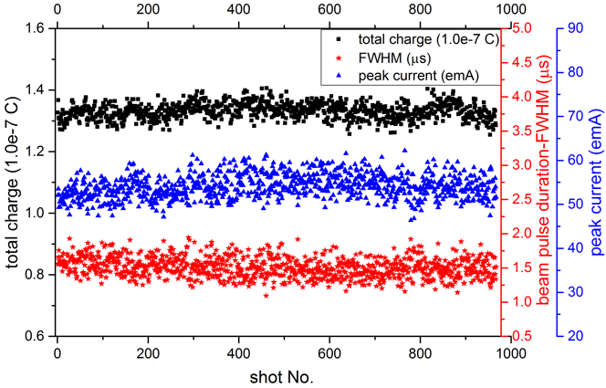 0 200 400 600 800 1000
total charge (1.0e-7 C)
FWHM (μs)
peak current (emA)
1.6
1.4
1.2
1.0
0.8
0.6
total charge (1.0e-7 C)
5.0
4.5
4.0
3.5
3.0
2.5
2.0
1.5
1.0
0.5
beam pulse duration-FWHM (μs)
90
80
70
60
50
40
30
20
peak current (emA)
0 200 400 600 800 1000
shot No.